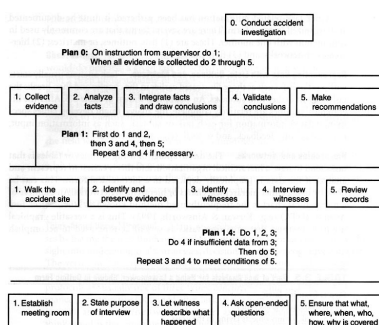 0. Conduct accident
investigation
Plan 0: On instruction from supervisor do 1;
When all evidence is collected do 2 through 5.
1. Collect
evidence
2. Analyze
facts
3. Integrate facts
and draw conclusions
4. Validate
conclusions
5. Make
recommendations
Plan 1: First do 1 and 2,
then 3 and 4, then 5;
Repeat 3 and 4 if necessary.
1. Walk the
accident site
2. Identify and
preserve evidence
3. Identify
witnesses
4. Interview
witnesses
5. Review
records
Plan 1.4: Do 1, 2, 3;
Do 4 if insufficient data from 3;
Then do 5;
Repeat 3 and 4 to meet conditions of 5.
1. Establish
meeting room
2. State purpose
of interview
3. Let witness
describe what
happened
4. Ask open-ended
questions
5. Ensure that what,
where, when, who,
how, why is covered